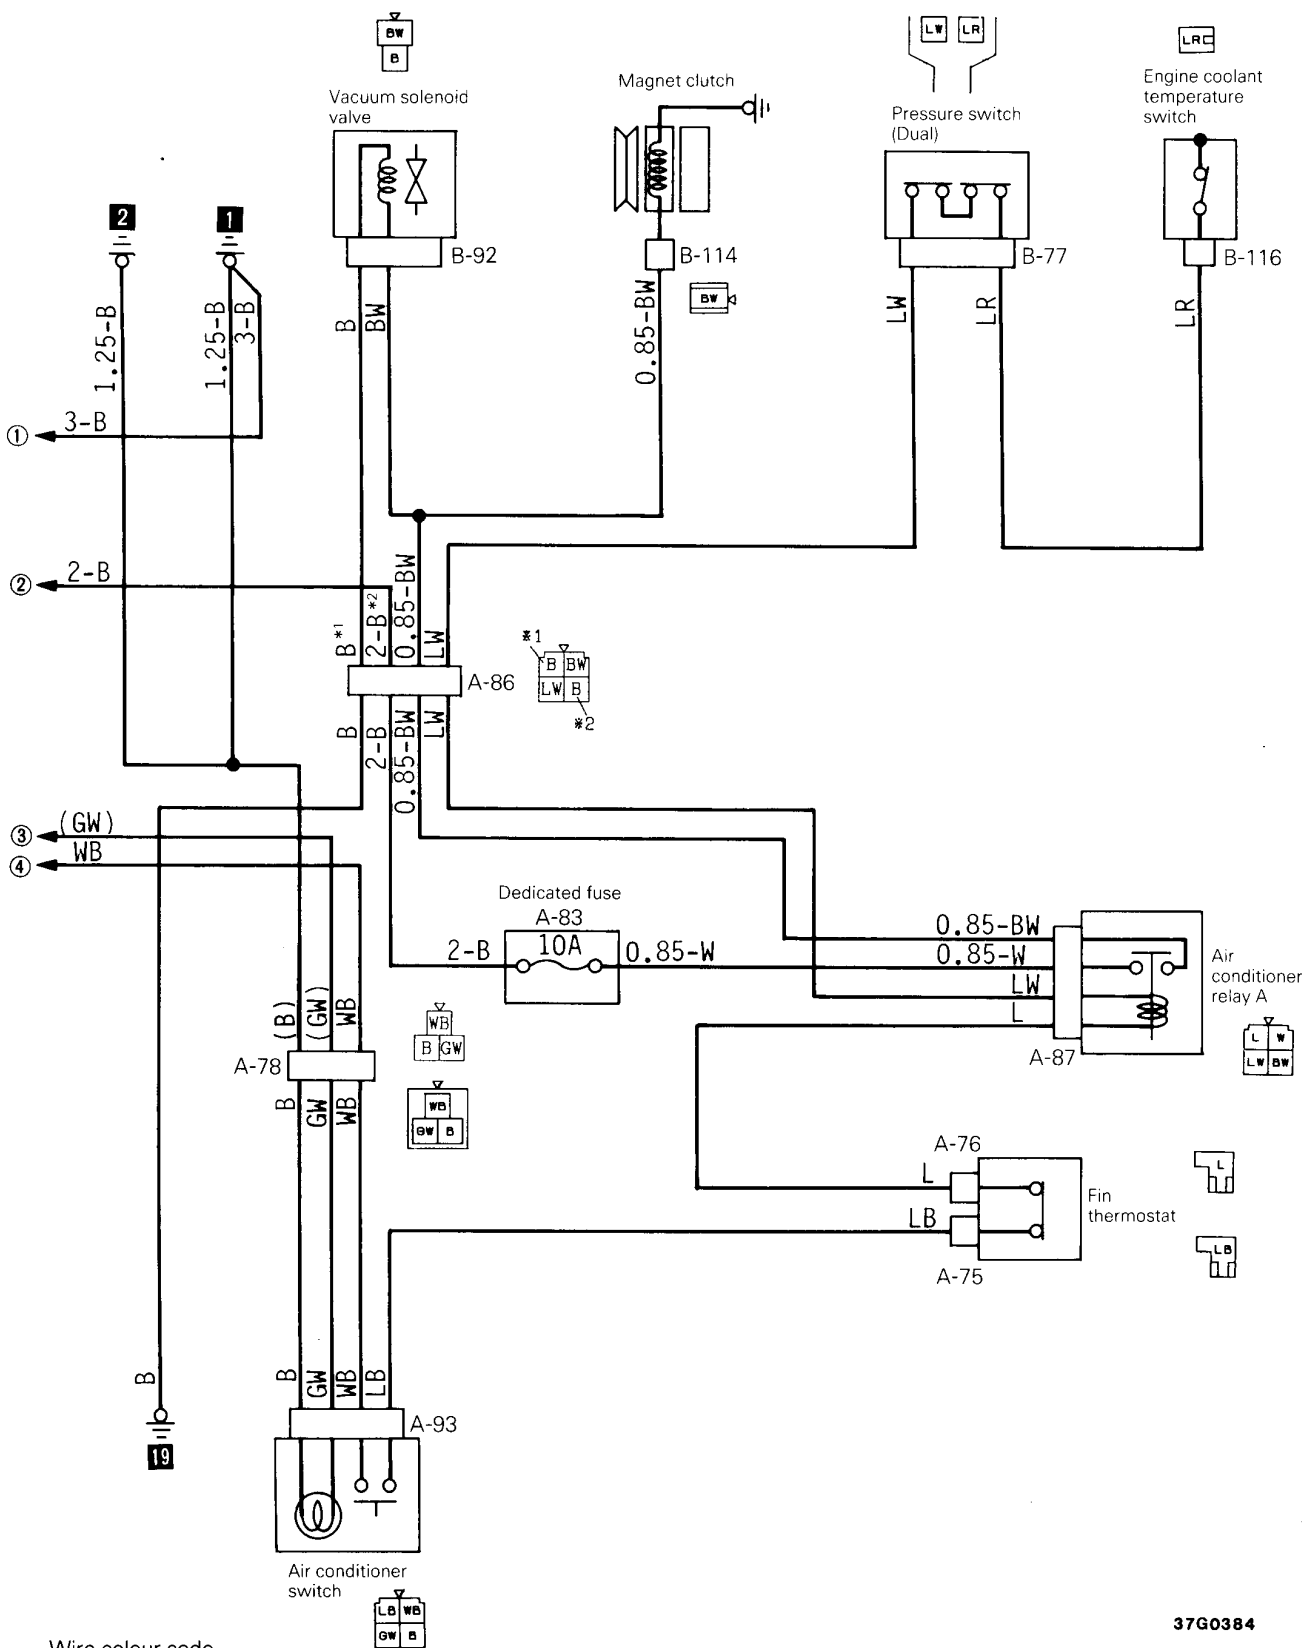 BW
B
LW LR
LR
Vacuum solenoid
valve
Magnet clutch
Pressure switch
(Dual)
Engine coolant
temperature
switch
2
1
B-92
B-114
B-77
B-116
BW
1.25-B
1.25-B
3-B
B
BW
0.85-BW
LW
LR
LR
① 3-B
② 2-B
B*1
2-B*2
0.85-BW
LW
A-86
*1
B BW
LW B
*2
B
2-B
0.85-BW
LW
③ (GW)
④ WB
Dedicated fuse
A-83
10A
2-B
0.85-W
0.85-BW
0.85-W
LW
L
Air
conditioner
relay A
A-87
L W
LW BW
(B)
(GW)
WB
A-78
WB
B GW
B
GW
WB
WB
GW B
A-76
L
LB
A-75
Fin
thermostat
L
LB
B
B
GW
WB
LB
A-93
19
Air conditioner
switch
LB WB
GW B
37G0384
Wire colour code